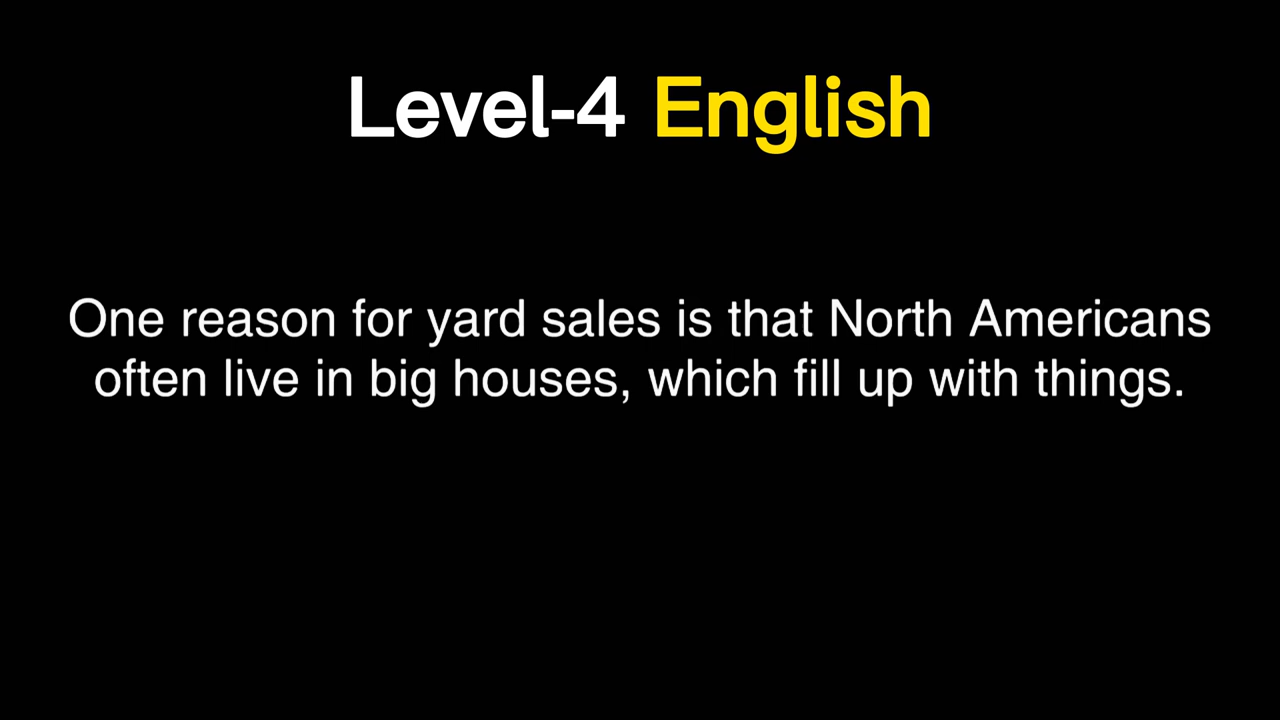 Level-4 English
One reason for yard sales is that North Americans
often live in big houses, which fill up with things.